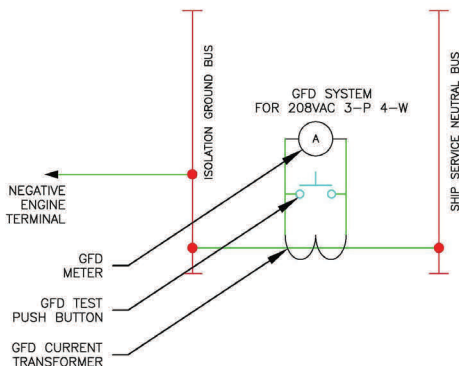 ISOLATION GROUND BUS
SHIP SERVICE NEUTRAL BUS
GFD SYSTEM
FOR 208VAC 3-P 4-W
A
NEGATIVE
ENGINE
TERMINAL
GFD
METER
GFD TEST
PUSH BUTTON
GFD CURRENT
TRANSFORMER